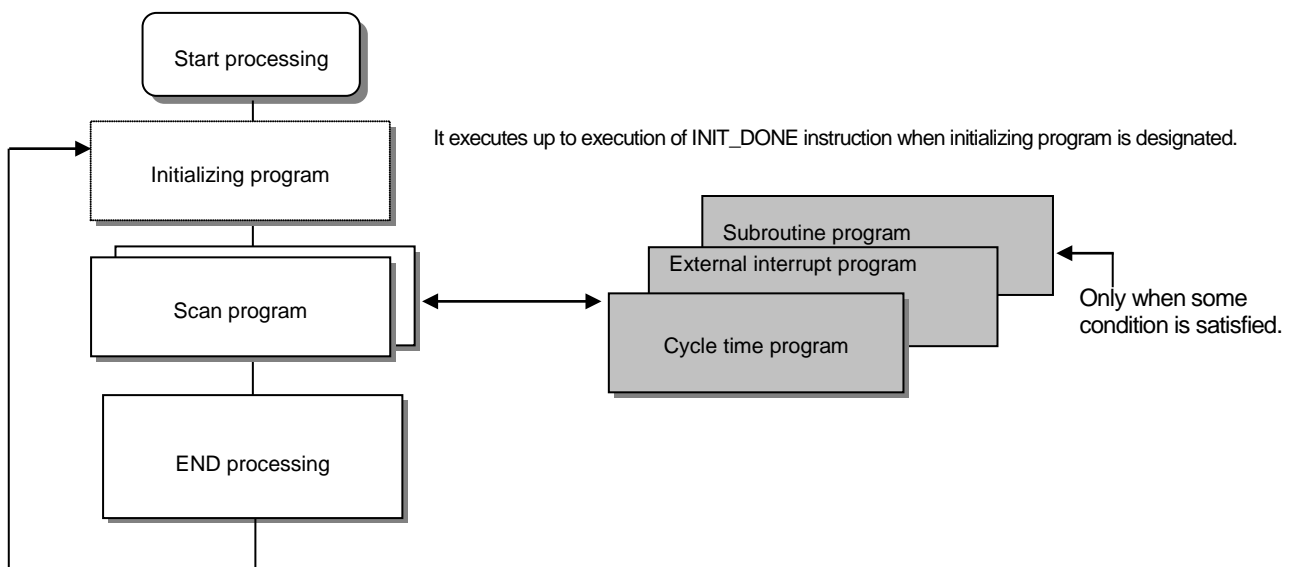 Start processing
It executes up to execution of INIT_DONE instruction when initializing program is designated.
Initializing program
Subroutine program
External interrupt program
Only when some
condition is satisfied.
Scan program
Cycle time program
END processing